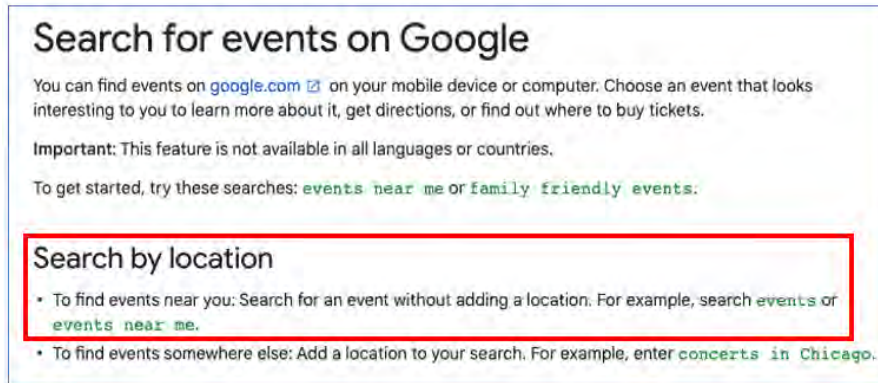 Search for events on Google
You can find events on google.com on your mobile device or computer. Choose an event that looks
interesting to you to learn more about it, get directions, or find out where to buy tickets.
Important: This feature is not available in all languages or countries.
To get started, try these searches: events near me or family friendly events.
Search by location
• To find events near you: Search for an event without adding a location. For example, search events or
events near me.
• To find events somewhere else: Add a location to your search. For example, enter concerts in Chicago.